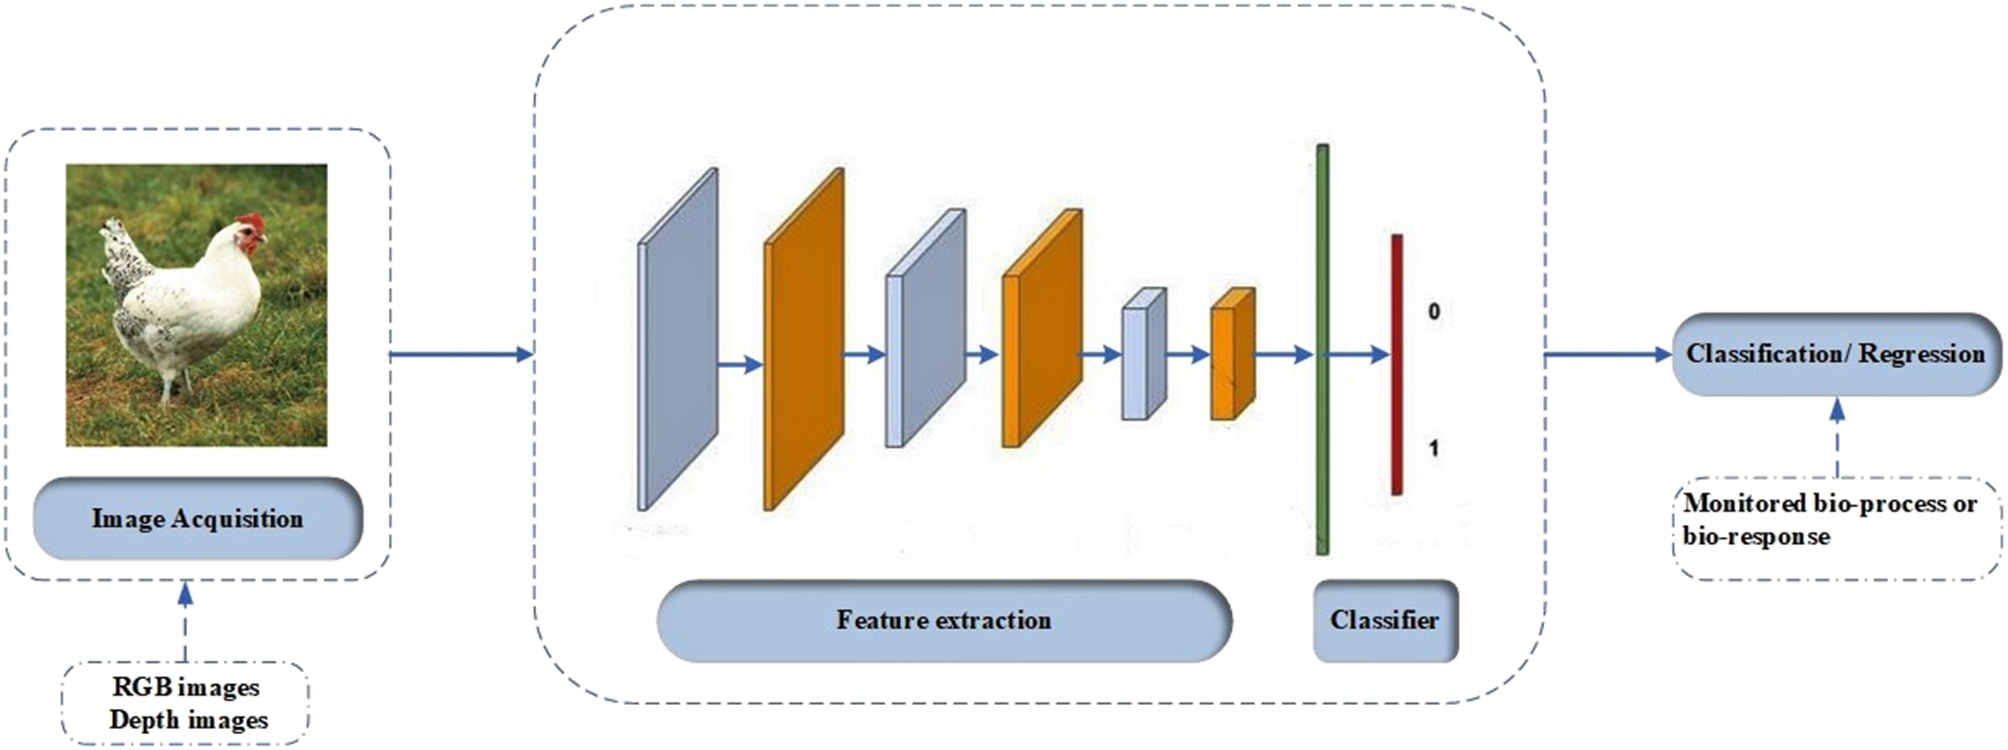 Image Acquisition
RGB images
Depth images
Feature extraction
Classifier
0
1
Classification/ Regression
Monitored bio-process or
bio-response